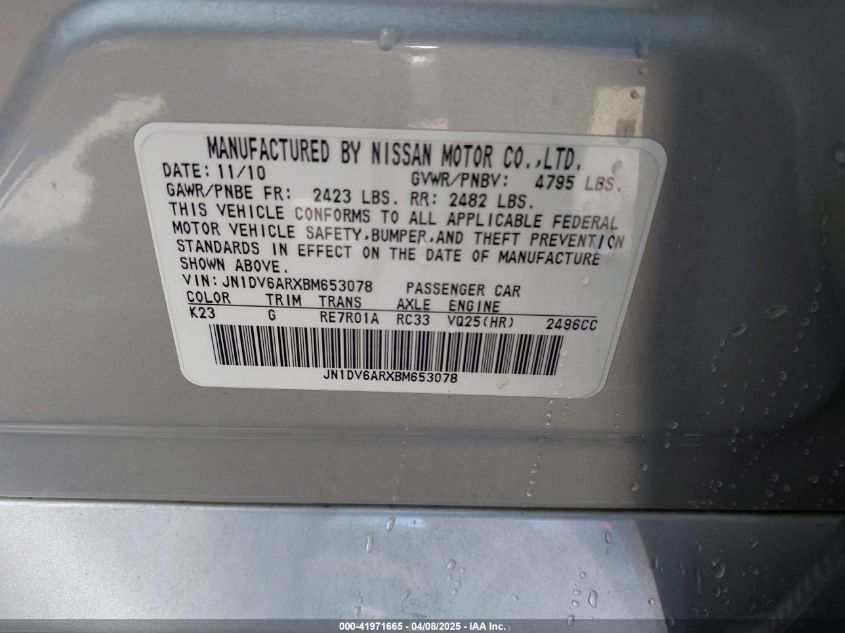 MANUFACTURED BY NISSAN MOTOR CO.,LTD.
DATE: 11/10 GVWR/PNBV: 4795 LBS.
GAWR/PNBE FR: 2423 LBS. RR: 2482 LBS.
THIS VEHICLE CONFORMS TO ALL APPLICABLE FEDERAL
MOTOR VEHICLE SAFETY,BUMPER,AND THEFT PREVENTION
STANDARDS IN EFFECT ON THE DATE OF MANUFACTURE
SHOWN ABOVE.
VIN: JN1DV6ARXBM653078 PASSENGER CAR
COLOR TRIM TRANS AXLE ENGINE
K23 G RE7R01A RC33 VQ25(HR) 2496CC
JN1DV6ARXBM653078
000-41971665 - 04/08/2025 - IAA Inc.